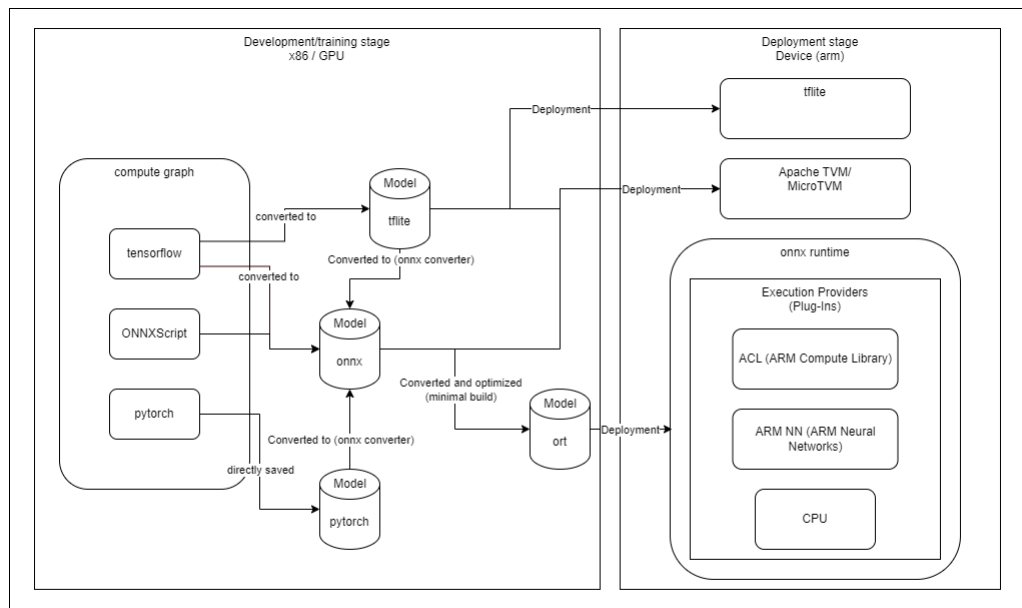 Development/training stage
x86 / GPU
Deployment stage
Device (arm)
compute graph
tensorflow
ONNXScript
pytorch
converted to
converted to
directly saved
Model
tflite
Converted to (onnx converter)
Model
onnx
Converted to (onnx converter)
Model
pytorch
Converted and optimized
(minimal build)
Model
ort
Deployment
Deployment
Deployment
tflite
Apache TVM/
MicroTVM
onnx runtime
Execution Providers
(Plug-Ins)
ACL (ARM Compute Library)
ARM NN (ARM Neural
Networks)
CPU